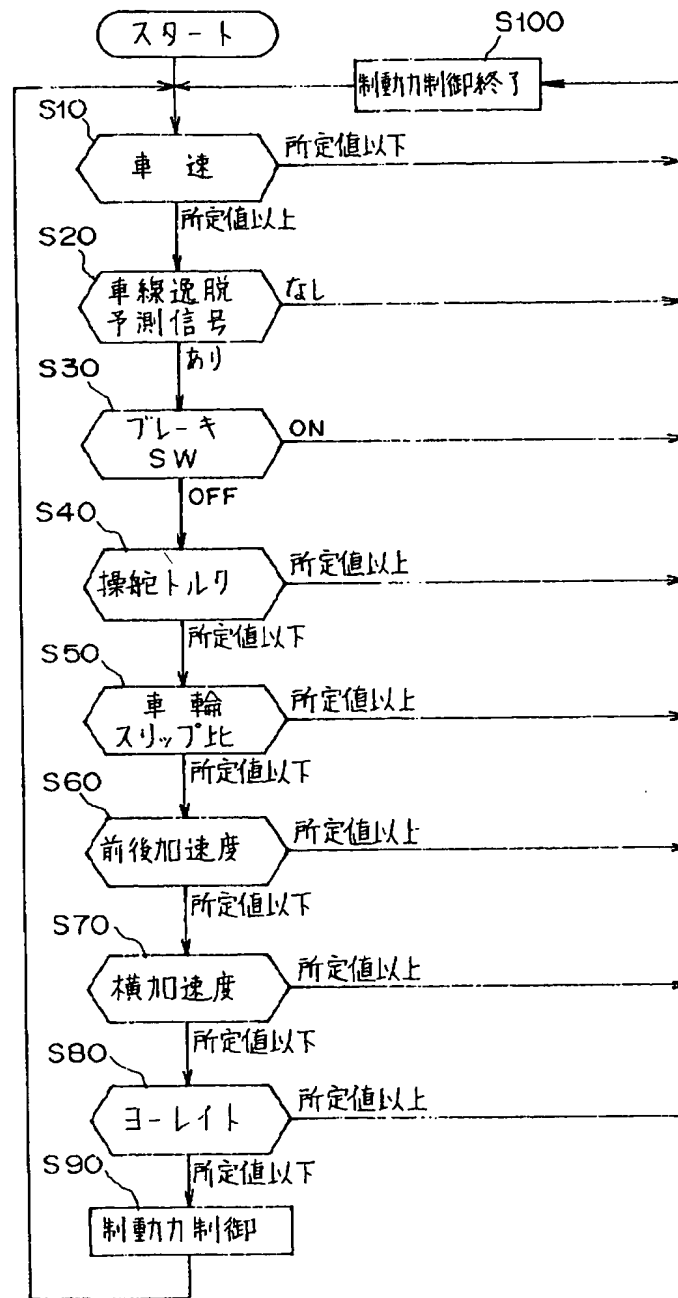 スタート
S100
制動力制御終了
S10
車速
所定値以下
所定値以上
S20
車線逸脱
予測信号
なし
あり
S30
ブレーキ
SW
ON
OFF
S40
操舵トルク
所定値以上
所定値以下
S50
車輪
スリップ比
所定値以上
所定値以下
S60
前後加速度
所定値以上
所定値以下
S70
横加速度
所定値以上
所定値以下
S80
ヨーレイト
所定値以上
所定値以下
S90
制動力制御